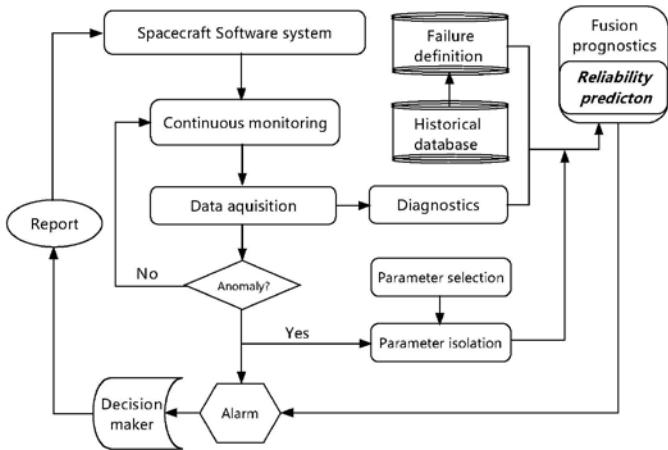 Spacecraft Software system
Failure
definition
Fusion
prognostics
Reliability
predicton
Continuous monitoring
Historical
database
Report
Data aquisition
Diagnostics
No
Anomaly?
Parameter selection
Yes
Parameter isolation
Decision
maker
Alarm